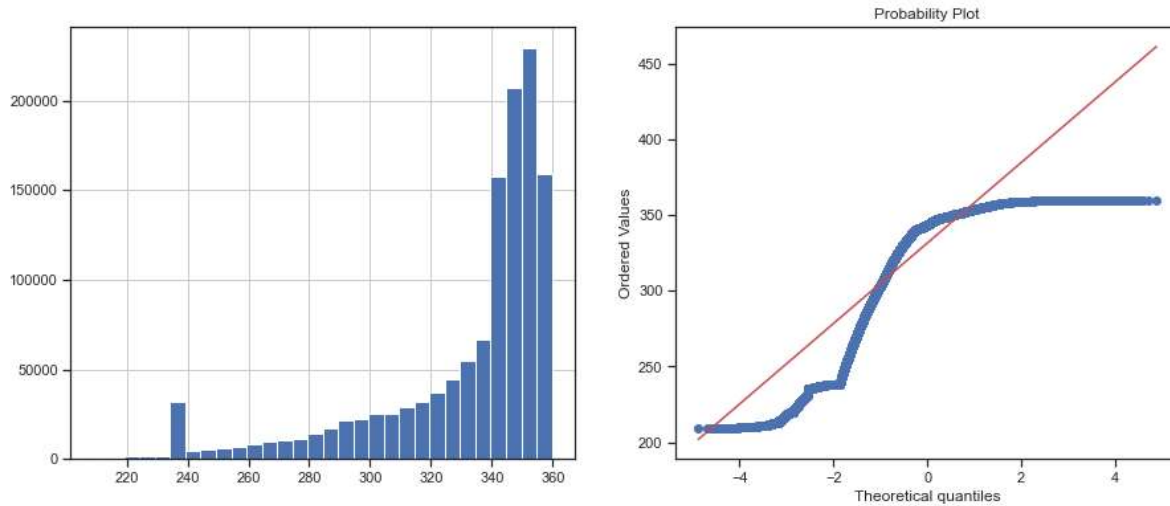 Probability Plot
200000
150000
100000
50000
0
220 240 260 280 300 320 340 360
Ordered Values
450
400
350
300
250
200
−4 −2 0 2 4
Theoretical quantiles